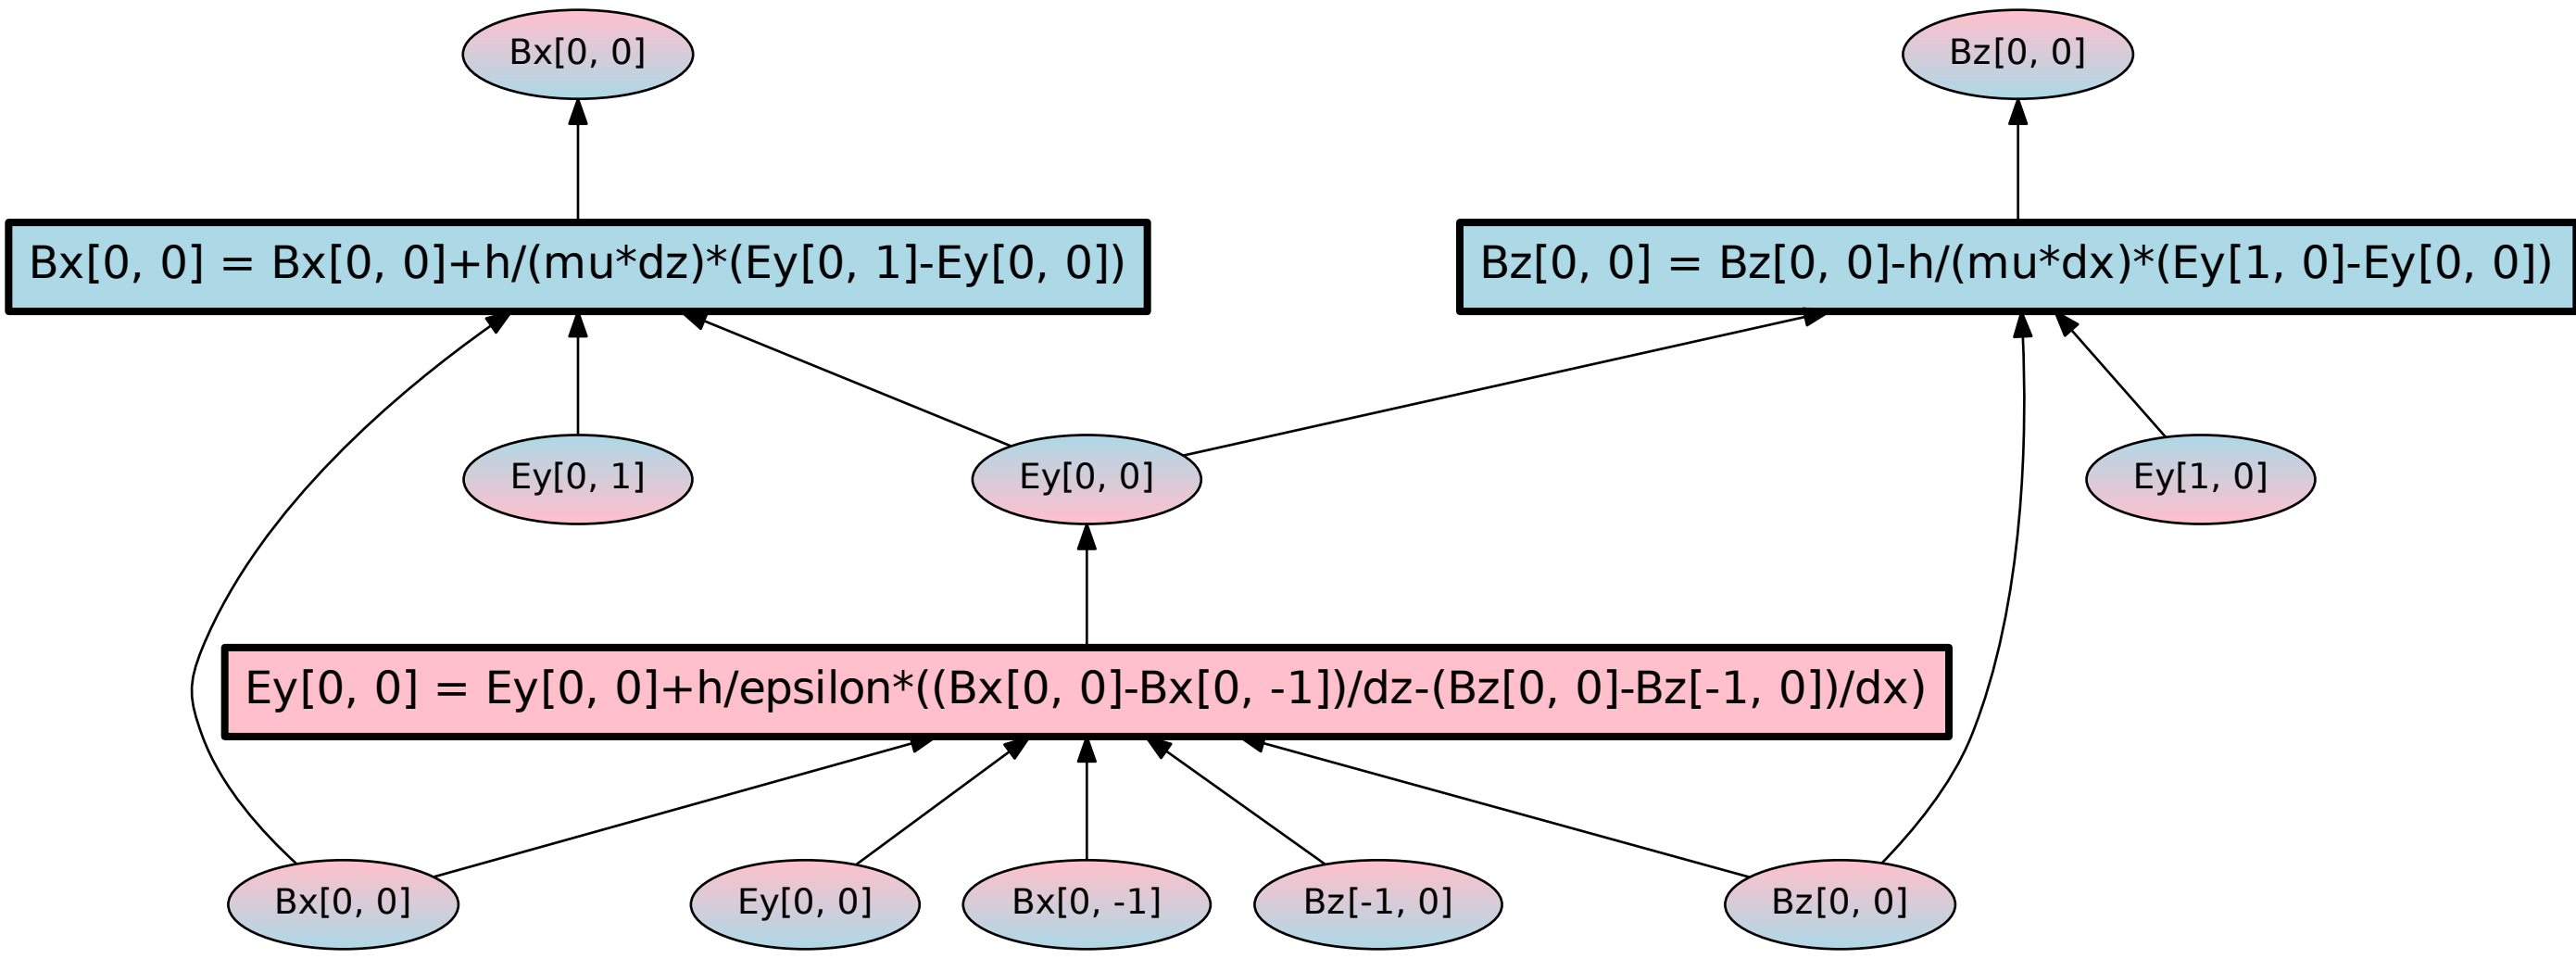 Bx[0, 0]
Bz[0, 0]
Bx[0, 0] = Bx[0, 0]+h/(mu*dz)*(Ey[0, 1]-Ey[0, 0])
Bz[0, 0] = Bz[0, 0]-h/(mu*dx)*(Ey[1, 0]-Ey[0, 0])
Ey[0, 1]
Ey[0, 0]
Ey[1, 0]
Ey[0, 0] = Ey[0, 0]+h/epsilon*((Bx[0, 0]-Bx[0, -1])/dz-(Bz[0, 0]-Bz[-1, 0])/dx)
Bx[0, 0]
Ey[0, 0]
Bx[0, -1]
Bz[-1, 0]
Bz[0, 0]